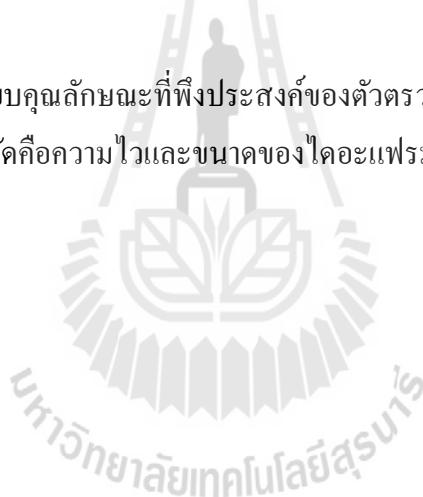 บคุณลักษณะที่พึงประสงค์ของตัวตรว
ัดคือความไวและขนาดของไดอะแฟรม
มหาวิทยาลัยเทคโนโลยีสุรนารี